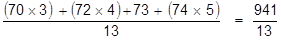 (70 × 3) + (72 × 4) + 73 + (74 × 5) = 941
13 13